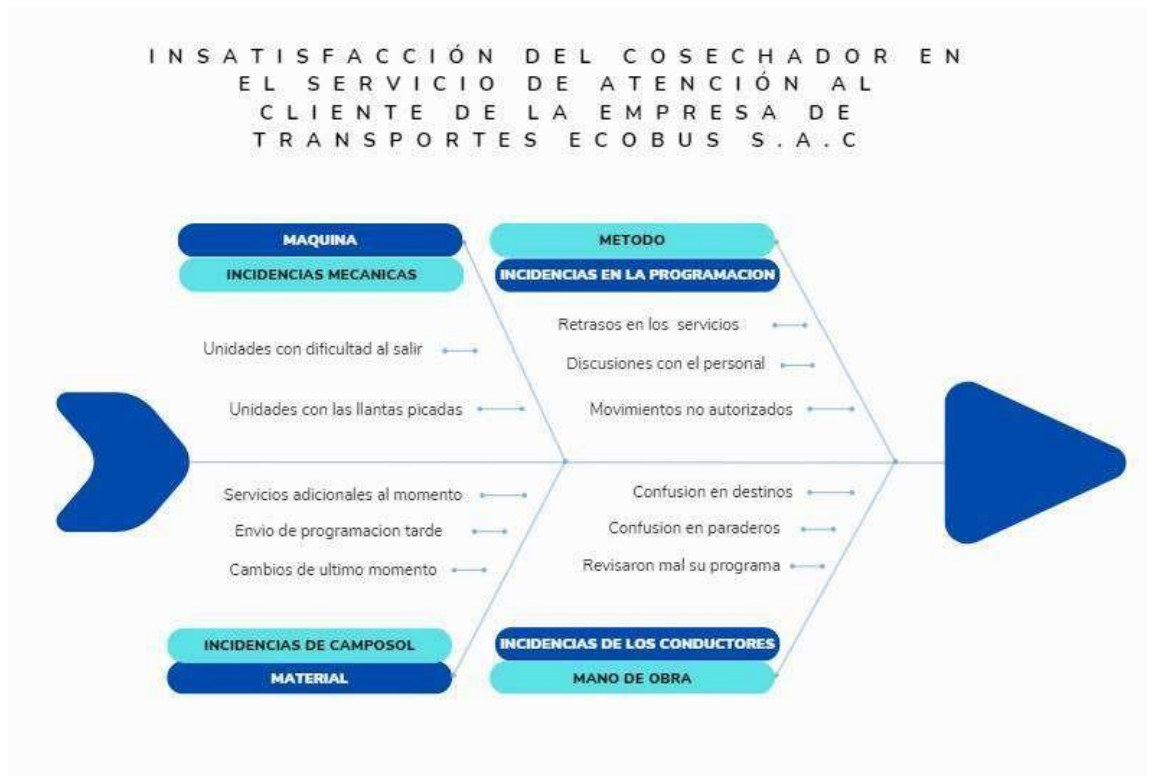 INSATISFACCIÓN DEL COSECHADOR EN
EL SERVICIO DE ATENCIÓN AL
CLIENTE DE LA EMPRESA DE
TRANSPORTES ECOBUS S.A.C
MAQUINA
INCIDENCIAS MECANICAS
Unidades con dificultad al salir
Unidades con las llantas picadas
METODO
INCIDENCIAS EN LA PROGRAMACION
Retrasos en los servicios
Discusiones con el personal
Movimientos no autorizados
Servicios adicionales al momento
Envio de programacion tarde
Cambios de ultimo momento
INCIDENCIAS DE CAMPOSOL
MATERIAL
Confusion en destinos
Confusion en paraderos
Revisaron mal su programa
INCIDENCIAS DE LOS CONDUCTORES
MANO DE OBRA